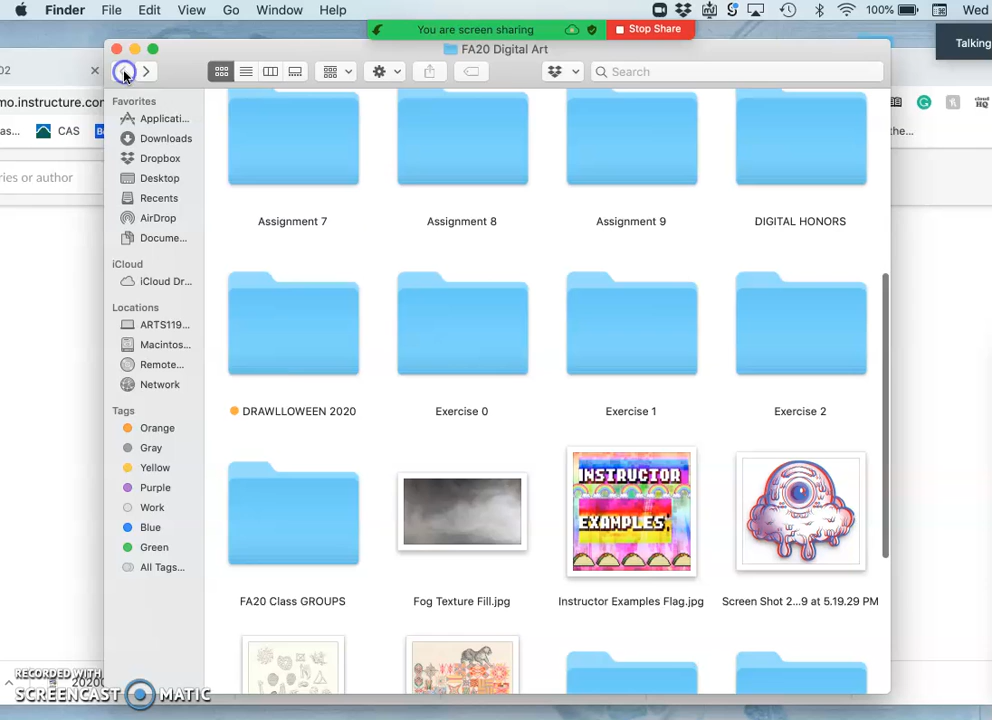 Finder File Edit View Go Window Help 100% Wed
You are screen sharing Stop Share
Talking
FA20 Digital Art
02
Search
mo.instructure.com
as... CAS
the...
ries or author
Favorites
Applicati...
Downloads
Dropbox
Desktop
Recents
AirDrop
Docume...
iCloud
iCloud Dr...
Locations
ARTS119...
Macintos...
Remote...
Network
Tags
Orange
Gray
Yellow
Purple
Work
Blue
Green
All Tags...
Assignment 7 Assignment 8 Assignment 9 DIGITAL HONORS
DRAWLLOWEEN 2020 Exercise 0 Exercise 1 Exercise 2
INSTRUCTOR
EXAMPLES
FA20 Class GROUPS Fog Texture Fill.jpg Instructor Examples Flag.jpg Screen Shot 2...9 at 5.19.29 PM
RECORDED WITH
SCREENCAST MATIC